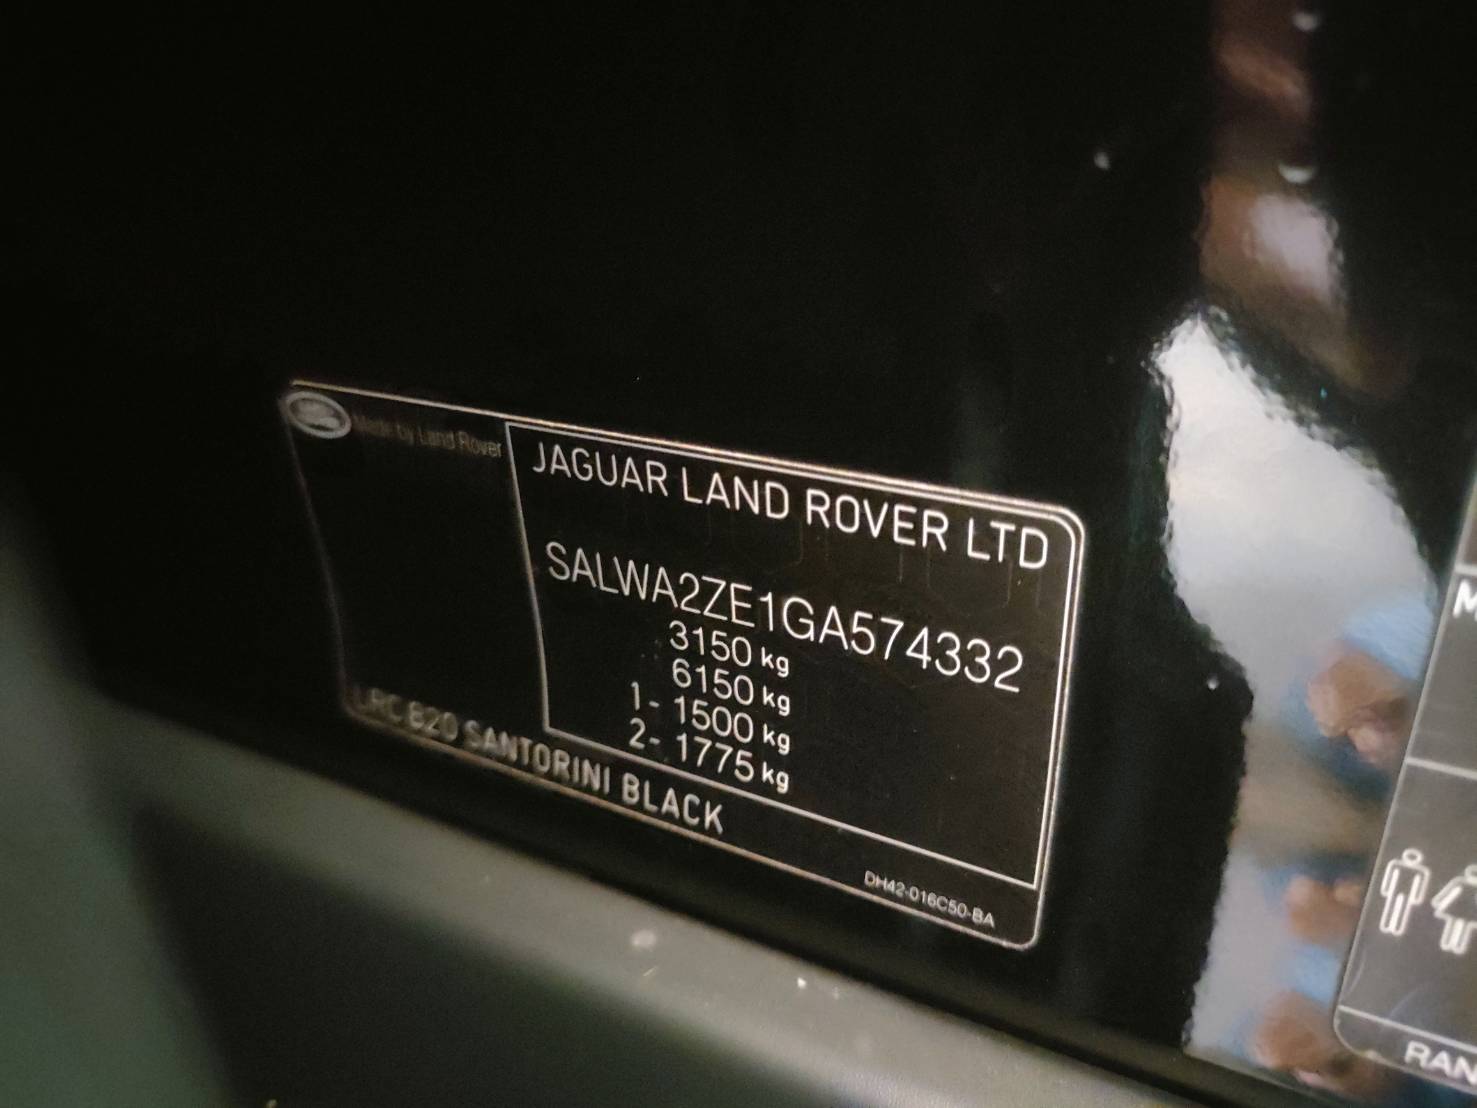 Made by Land Rover
JAGUAR LAND ROVER LTD
SALWA2ZE1GA574332
3150 kg
6150 kg
1- 1500 kg
2- 1775 kg
LRC 820 SANTORINI BLACK
DH42-016C50-BA
M
RAN